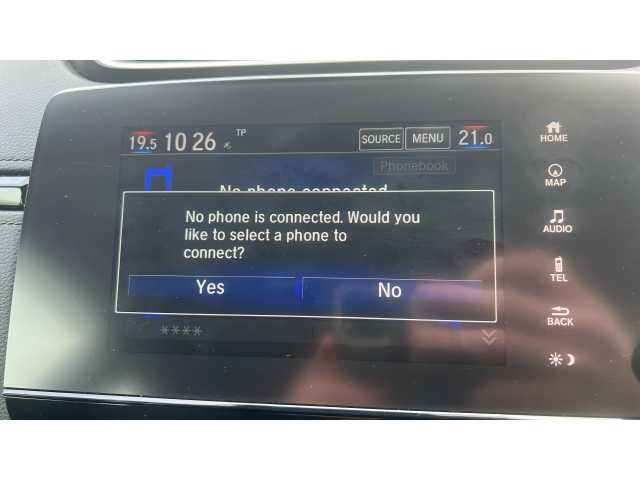 19.5 10 26 TP SOURCE MENU 21.0
Phonebook
No phone connected
No phone is connected. Would you
like to select a phone to
connect?
Yes No
****
HOME
MAP
AUDIO
TEL
BACK